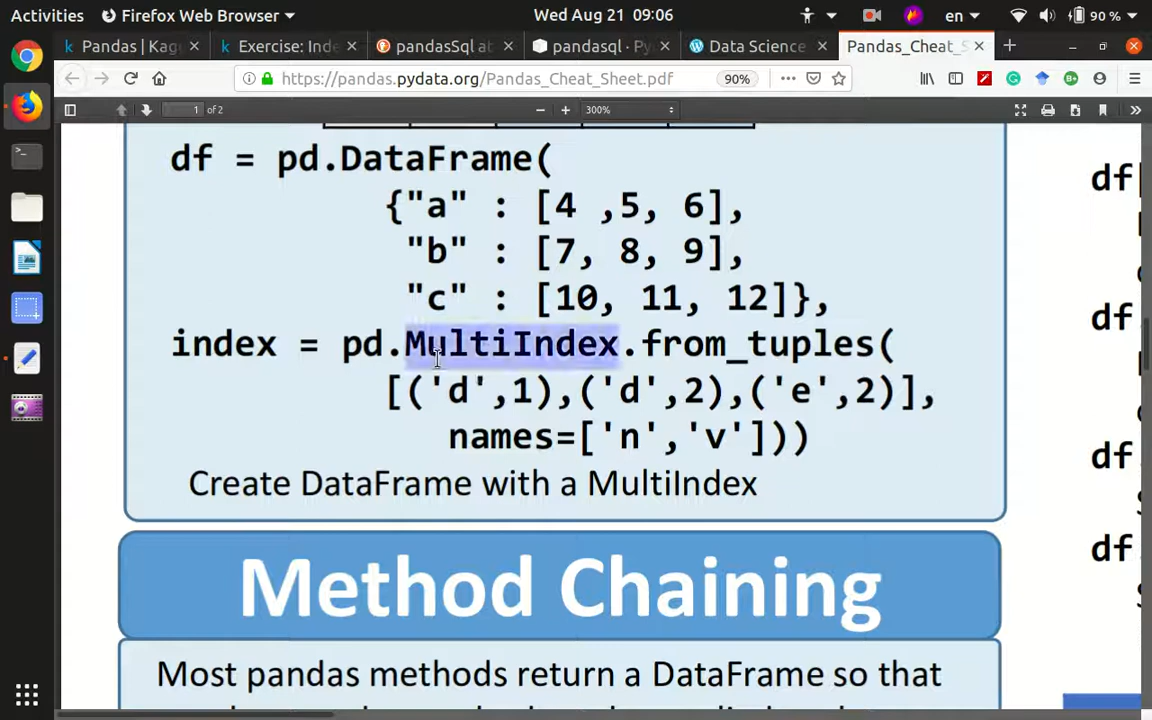 Activities Firefox Web Browser Wed Aug 21 09:06 en 90 %
Pandas | Kag Exercise: Inde pandasSql at pandasql · Py Data Science Pandas_Cheat_S
https://pandas.pydata.org/Pandas_Cheat_Sheet.pdf 90%
1 of 2 300%
df = pd.DataFrame(
{"a" : [4 ,5, 6],
"b" : [7, 8, 9],
"c" : [10, 11, 12]},
index = pd.MultiIndex.from_tuples(
[('d',1),('d',2),('e',2)],
names=['n','v']))
Create DataFrame with a MultiIndex
Method Chaining
Most pandas methods return a DataFrame so that
df
df
df
df